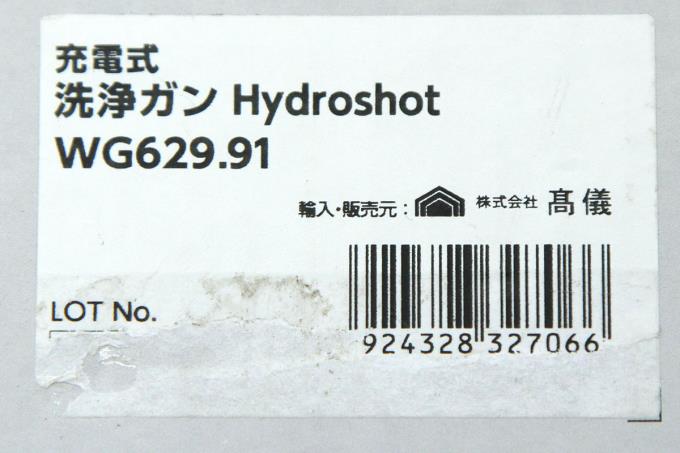 充電式
洗浄ガン Hydroshot
WG629.91
輸入・販売元： 株式会社 髙儀
LOT No.
924328 327066